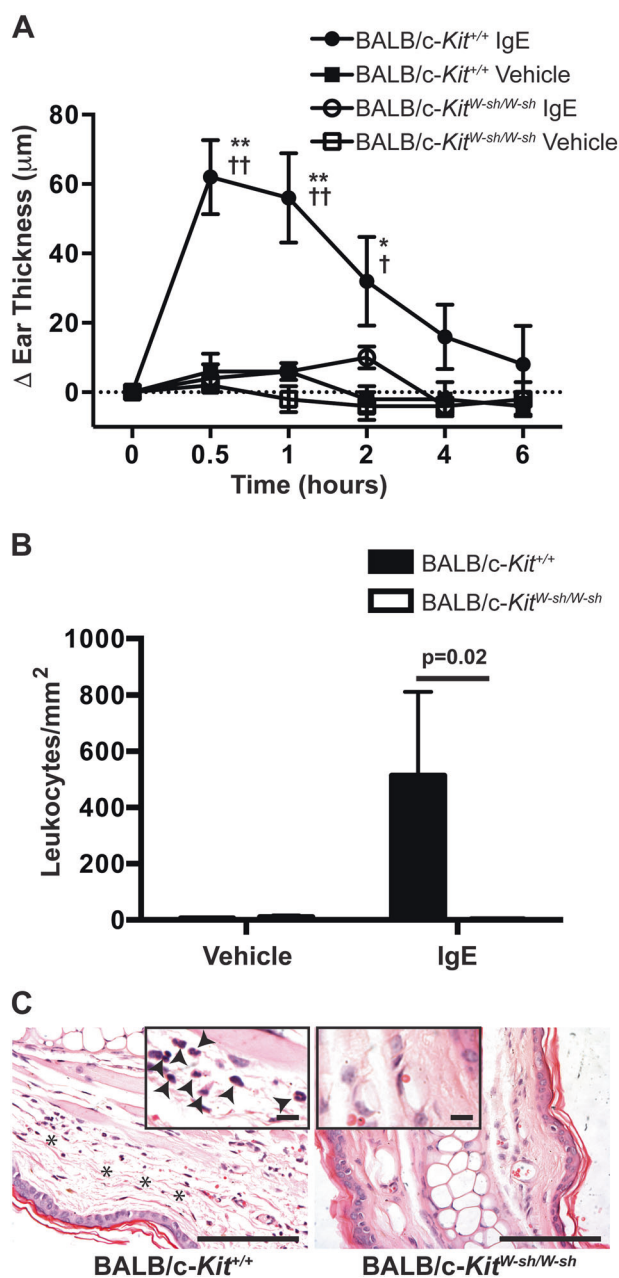 A
BALB/c-Kit+/+ IgE
BALB/c-Kit+/+ Vehicle
BALB/c-KitW-sh/W-sh IgE
BALB/c-KitW-sh/W-sh Vehicle
Δ Ear Thickness (μm)
80
60
40
20
0
**
††
**
††
*
†
0 0.5 1 2 4 6
Time (hours)
B
BALB/c-Kit+/+
BALB/c-KitW-sh/W-sh
Leukocytes/mm2
1000
800
600
400
200
0
p=0.02
Vehicle IgE
C
* * * *
BALB/c-Kit+/+ BALB/c-KitW-sh/W-sh